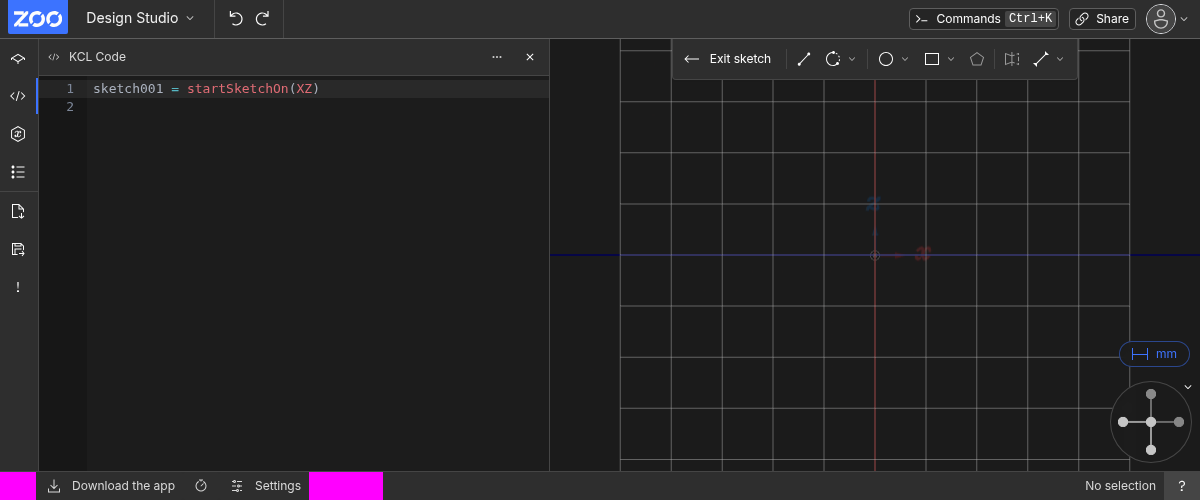 ZOO Design Studio Commands Ctrl+K Share
KCL Code ··· Exit sketch
1 sketch001 = startSketchOn(XZ)
2
Z
X
mm
!
Download the app Settings No selection ?